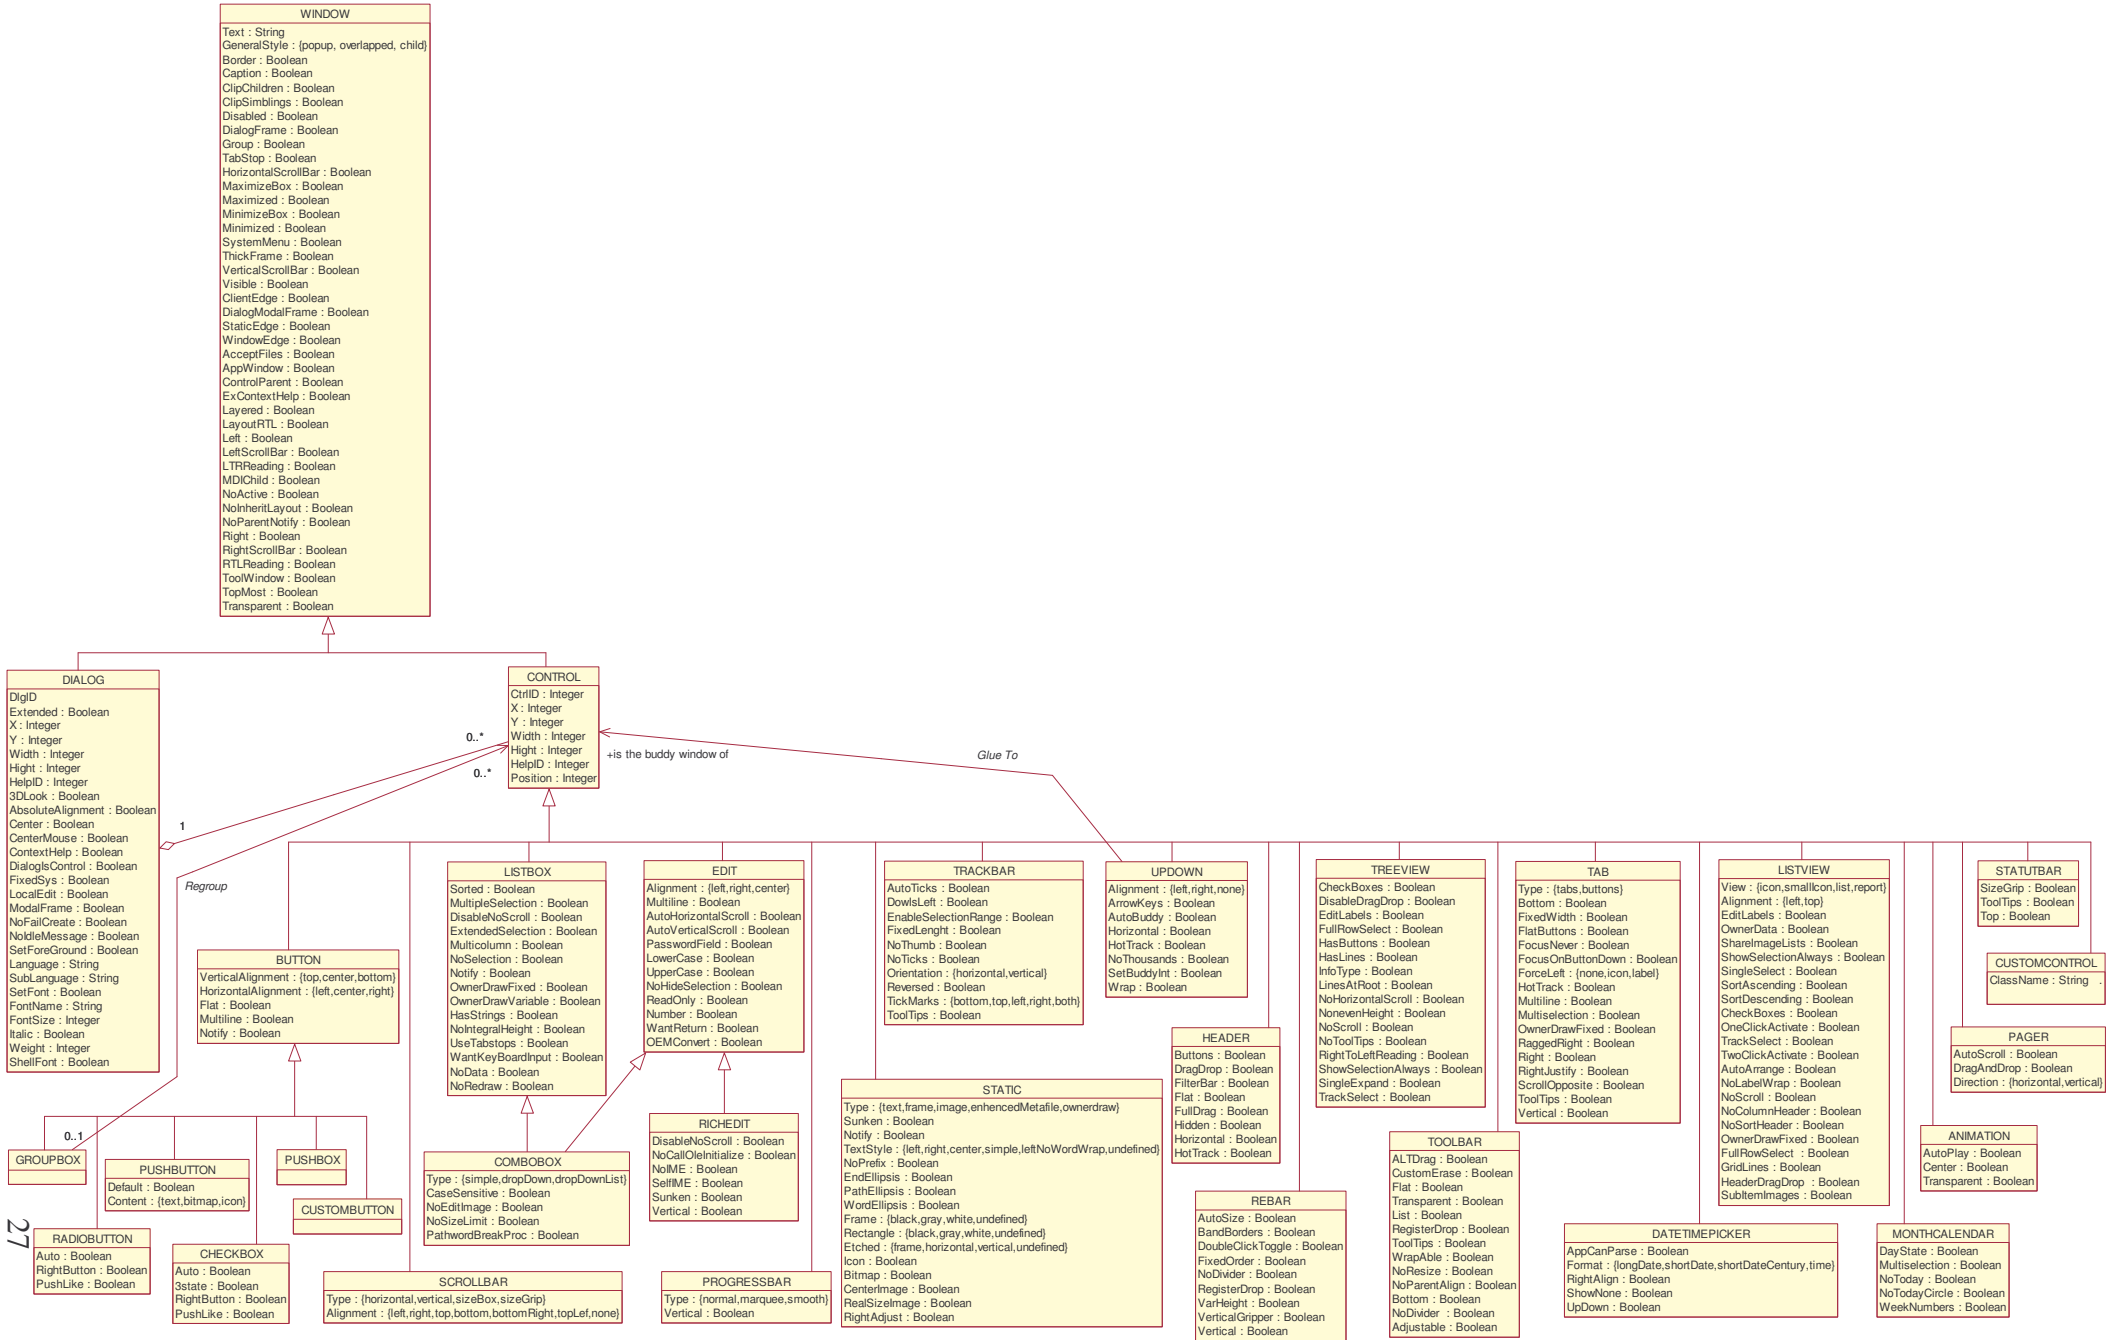 WINDOW
Text : String
GeneralStyle : {popup, overlapped, child}
Border : Boolean
Caption : Boolean
ClipChildren : Boolean
ClipSimblings : Boolean
Disabled : Boolean
DialogFrame : Boolean
Group : Boolean
TabStop : Boolean
HorizontalScrollBar : Boolean
MaximizeBox : Boolean
Maximized : Boolean
MinimizeBox : Boolean
Minimized : Boolean
SystemMenu : Boolean
ThickFrame : Boolean
VerticalScrollBar : Boolean
Visible : Boolean
ClientEdge : Boolean
DialogModalFrame : Boolean
StaticEdge : Boolean
WindowEdge : Boolean
AcceptFiles : Boolean
AppWindow : Boolean
ControlParent : Boolean
ExContextHelp : Boolean
Layered : Boolean
LayoutRTL : Boolean
Left : Boolean
LeftScrollBar : Boolean
LTRReading : Boolean
MDIChild : Boolean
NoActive : Boolean
NoInheritLayout : Boolean
NoParentNotify : Boolean
Right : Boolean
RightScrollBar : Boolean
RTLReading : Boolean
ToolWindow : Boolean
TopMost : Boolean
Transparent : Boolean
DIALOG
DlgID
Extended : Boolean
X : Integer
Y : Integer
Width : Integer
Hight : Integer
HelpID : Integer
3DLook : Boolean
AbsoluteAlignment : Boolean
Center : Boolean
CenterMouse : Boolean
ContextHelp : Boolean
DialogIsControl : Boolean
FixedSys : Boolean
LocalEdit : Boolean
ModalFrame : Boolean
NoFailCreate : Boolean
NoIdleMessage : Boolean
SetForeGround : Boolean
Language : String
SubLanguage : String
SetFont : Boolean
FontName : String
FontSize : Integer
Italic : Boolean
Weight : Integer
ShellFont : Boolean
CONTROL
CtrlID : Integer
X : Integer
Y : Integer
Width : Integer
Hight : Integer
HelpID : Integer
Position : Integer
0..*
0..*
1
Regroup
0..1
+is the buddy window of
Glue To
BUTTON
VerticalAlignment : {top,center,bottom}
HorizontalAlignment : {left,center,right}
Flat : Boolean
Multiline : Boolean
Notify : Boolean
GROUPBOX
PUSHBUTTON
Default : Boolean
Content : {text,bitmap,icon}
PUSHBOX
CUSTOMBUTTON
RADIOBUTTON
Auto : Boolean
RightButton : Boolean
PushLike : Boolean
CHECKBOX
Auto : Boolean
3state : Boolean
RightButton : Boolean
PushLike : Boolean
SCROLLBAR
Type : {horizontal,vertical,sizeBox,sizeGrip}
Alignment : {left,right,top,bottom,bottomRight,topLef,none}
LISTBOX
Sorted : Boolean
MultipleSelection : Boolean
DisableNoScroll : Boolean
ExtendedSelection : Boolean
Multicolumn : Boolean
NoSelection : Boolean
Notify : Boolean
OwnerDrawFixed : Boolean
OwnerDrawVariable : Boolean
HasStrings : Boolean
NoIntegralHeight : Boolean
UseTabstops : Boolean
WantKeyBoardInput : Boolean
NoData : Boolean
NoRedraw : Boolean
COMBOBOX
Type : {simple,dropDown,dropDownList}
CaseSensitive : Boolean
NoEditImage : Boolean
NoSizeLimit : Boolean
PathwordBreakProc : Boolean
EDIT
Alignment : {left,right,center}
Multiline : Boolean
AutoHorizontalScroll : Boolean
AutoVerticalScroll : Boolean
PasswordField : Boolean
LowerCase : Boolean
UpperCase : Boolean
NoHideSelection : Boolean
ReadOnly : Boolean
Number : Boolean
WantReturn : Boolean
OEMConvert : Boolean
RICHEDIT
DisableNoScroll : Boolean
NoCallOleInitialize : Boolean
NoIME : Boolean
SelfIME : Boolean
Sunken : Boolean
Vertical : Boolean
PROGRESSBAR
Type : {normal,marquee,smooth}
Vertical : Boolean
STATIC
Type : {text,frame,image,enhencedMetafile,ownerdraw}
Sunken : Boolean
Notify : Boolean
TextStyle : {left,right,center,simple,leftNoWordWrap,undefined}
NoPrefix : Boolean
EndEllipsis : Boolean
PathEllipsis : Boolean
WordEllipsis : Boolean
Frame : {black,gray,white,undefined}
Rectangle : {black,gray,white,undefined}
Etched : {frame,horizontal,vertical,undefined}
Icon : Boolean
Bitmap : Boolean
CenterImage : Boolean
RealSizeImage : Boolean
RightAdjust : Boolean
TRACKBAR
AutoTicks : Boolean
DowIsLeft : Boolean
EnableSelectionRange : Boolean
FixedLenght : Boolean
NoThumb : Boolean
NoTicks : Boolean
Orientation : {horizontal,vertical}
Reversed : Boolean
TickMarks : {bottom,top,left,right,both}
ToolTips : Boolean
UPDOWN
Alignment : {left,right,none}
ArrowKeys : Boolean
AutoBuddy : Boolean
Horizontal : Boolean
HotTrack : Boolean
NoThousands : Boolean
SetBuddyInt : Boolean
Wrap : Boolean
HEADER
Buttons : Boolean
DragDrop : Boolean
FilterBar : Boolean
Flat : Boolean
FullDrag : Boolean
Hidden : Boolean
Horizontal : Boolean
HotTrack : Boolean
REBAR
AutoSize : Boolean
BandBorders : Boolean
DoubleClickToggle : Boolean
FixedOrder : Boolean
NoDivider : Boolean
RegisterDrop : Boolean
VarHeight : Boolean
VerticalGripper : Boolean
Vertical : Boolean
TREEVIEW
CheckBoxes : Boolean
DisableDragDrop : Boolean
EditLabels : Boolean
FullRowSelect : Boolean
HasButtons : Boolean
HasLines : Boolean
InfoType : Boolean
LinesAtRoot : Boolean
NoHorizontalScroll : Boolean
NonevenHeight : Boolean
NoScroll : Boolean
NoToolTips : Boolean
RightToLeftReading : Boolean
ShowSelectionAlways : Boolean
SingleExpand : Boolean
TrackSelect : Boolean
TOOLBAR
ALTDrag : Boolean
CustomErase : Boolean
Flat : Boolean
Transparent : Boolean
List : Boolean
RegisterDrop : Boolean
ToolTips : Boolean
WrapAble : Boolean
NoResize : Boolean
NoParentAlign : Boolean
Bottom : Boolean
NoDivider : Boolean
Adjustable : Boolean
TAB
Type : {tabs,buttons}
Bottom : Boolean
FixedWidth : Boolean
FlatButtons : Boolean
FocusNever : Boolean
FocusOnButtonDown : Boolean
ForceLeft : {none,icon,label}
HotTrack : Boolean
Multiline : Boolean
Multiselection : Boolean
OwnerDrawFixed : Boolean
RaggedRight : Boolean
Right : Boolean
RightJustify : Boolean
ScrollOpposite : Boolean
ToolTips : Boolean
Vertical : Boolean
DATETIMEPICKER
AppCanParse : Boolean
Format : {longDate,shortDate,shortDateCentury,time}
RightAlign : Boolean
ShowNone : Boolean
UpDown : Boolean
LISTVIEW
View : {icon,smallIcon,list,report}
Alignment : {left,top}
EditLabels : Boolean
OwnerData : Boolean
ShareImageLists : Boolean
ShowSelectionAlways : Boolean
SingleSelect : Boolean
SortAscending : Boolean
SortDescending : Boolean
CheckBoxes : Boolean
OneClickActivate : Boolean
TrackSelect : Boolean
TwoClickActivate : Boolean
AutoArrange : Boolean
NoLabelWrap : Boolean
NoScroll : Boolean
NoColumnHeader : Boolean
NoSortHeader : Boolean
OwnerDrawFixed : Boolean
FullRowSelect : Boolean
GridLines : Boolean
HeaderDragDrop : Boolean
SubItemImages : Boolean
MONTHCALENDAR
DayState : Boolean
Multiselection : Boolean
NoToday : Boolean
NoTodayCircle : Boolean
WeekNumbers : Boolean
ANIMATION
AutoPlay : Boolean
Center : Boolean
Transparent : Boolean
PAGER
AutoScroll : Boolean
DragAndDrop : Boolean
Direction : {horizontal,vertical}
STATUTBAR
SizeGrip : Boolean
ToolTips : Boolean
Top : Boolean
CUSTOMCONTROL
ClassName : String .
27